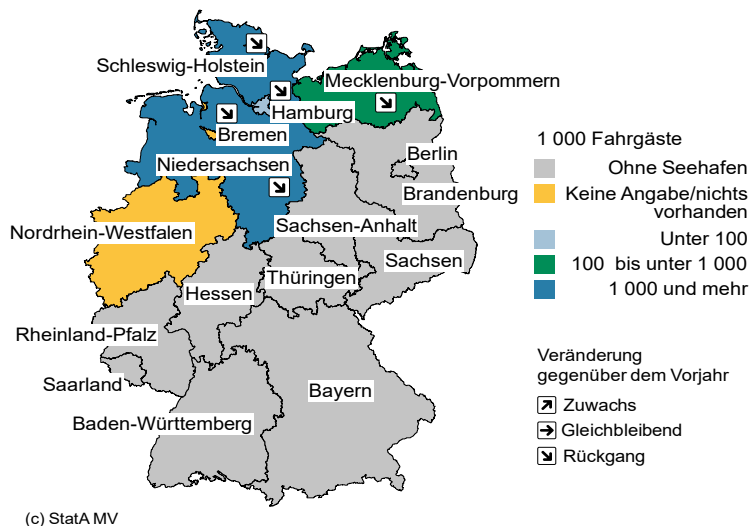 Schleswig-Holstein
Mecklenburg-Vorpommern
Hamburg
Bremen
Niedersachsen
Berlin
Brandenburg
Nordrhein-Westfalen
Sachsen-Anhalt
Sachsen
Thüringen
Hessen
Rheinland-Pfalz
Saarland
Bayern
Baden-Württemberg
1 000 Fahrgäste
Ohne Seehafen
Keine Angabe/nichts
vorhanden
Unter 100
100 bis unter 1 000
1 000 und mehr
Veränderung
gegenüber dem Vorjahr
Zuwachs
Gleichbleibend
Rückgang
(c) StatA MV